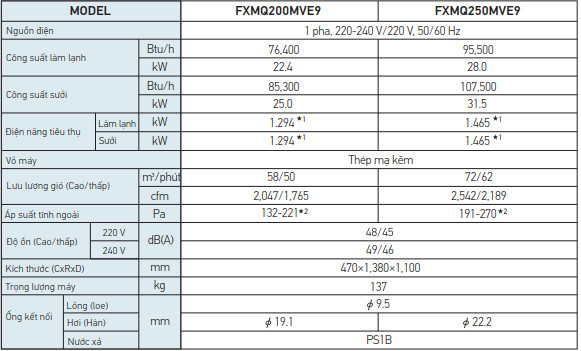 MODEL FXMQ200MVE9 FXMQ250MVE9
Nguồn điện 1 pha, 220-240 V/220 V, 50/60 Hz
Công suất làm lạnh Btu/h 76,400 95,500
kW 22.4 28.0
Công suất sưởi Btu/h 85,300 107,500
kW 25.0 31.5
Điện năng tiêu thụ Làm lạnh kW 1.294 ★1 1.465 ★1
Sưởi kW 1.294 ★1 1.465 ★1
Vỏ máy Thép mạ kẽm
Lưu lượng gió (Cao/thấp) m³/phút 58/50 72/62
cfm 2,047/1,765 2,542/2,189
Áp suất tĩnh ngoài Pa 132-221★2 191-270★2
Độ ồn (Cao/thấp) 220 V dB(A) 48/45
240 V 49/46
Kích thước (CxRxD) mm 470×1,380×1,100
Trọng lượng máy kg 137
Ống kết nối Lỏng (loe) mm ϕ 9.5
Hơi (Hàn) ϕ 19.1 ϕ 22.2
Nước xả PS1B